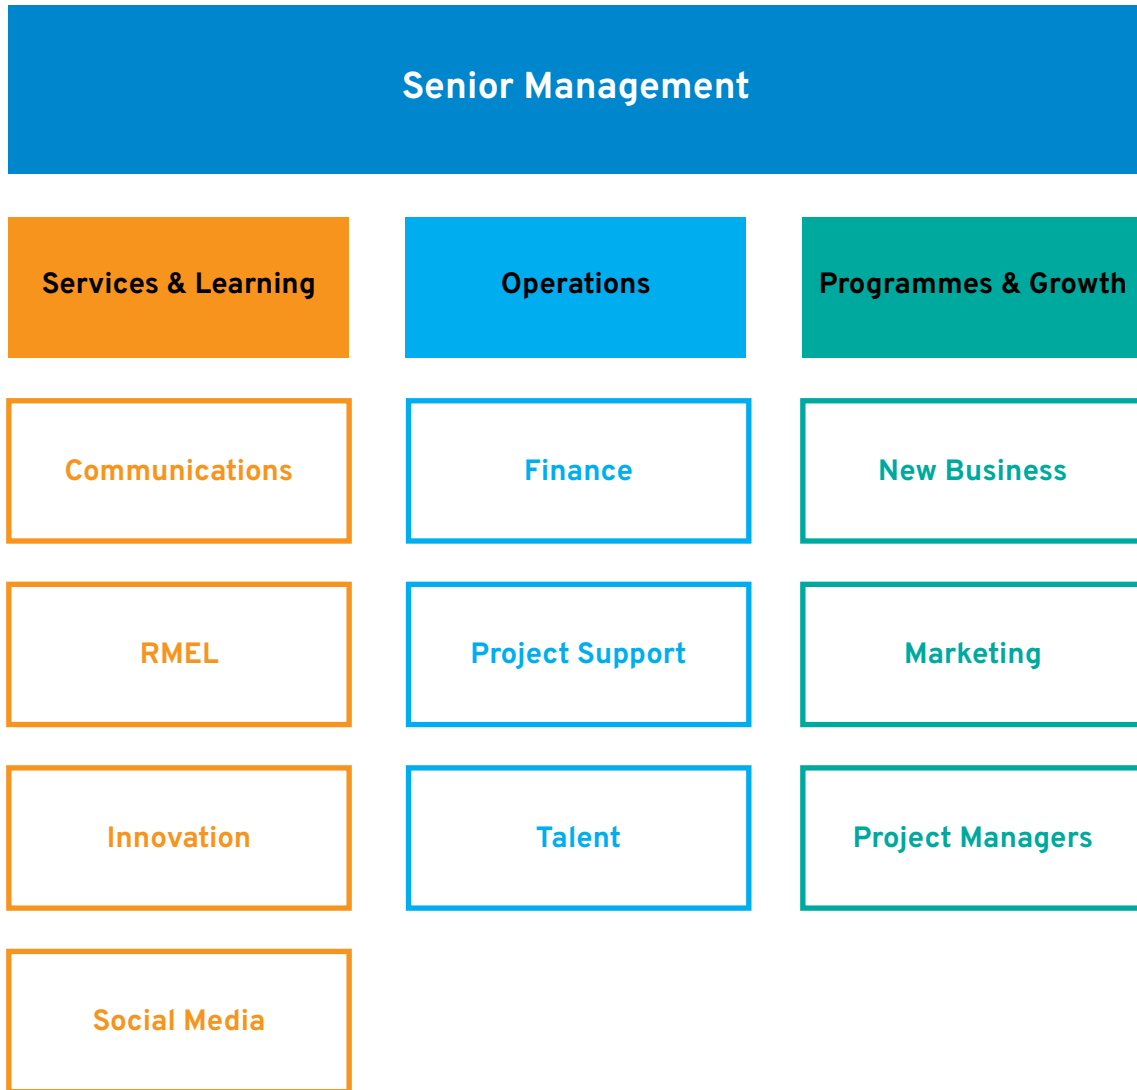 Senior Management
Services & Learning
Operations
Programmes & Growth
Communications
Finance
New Business
RMEL
Project Support
Marketing
Innovation
Talent
Project Managers
Social Media